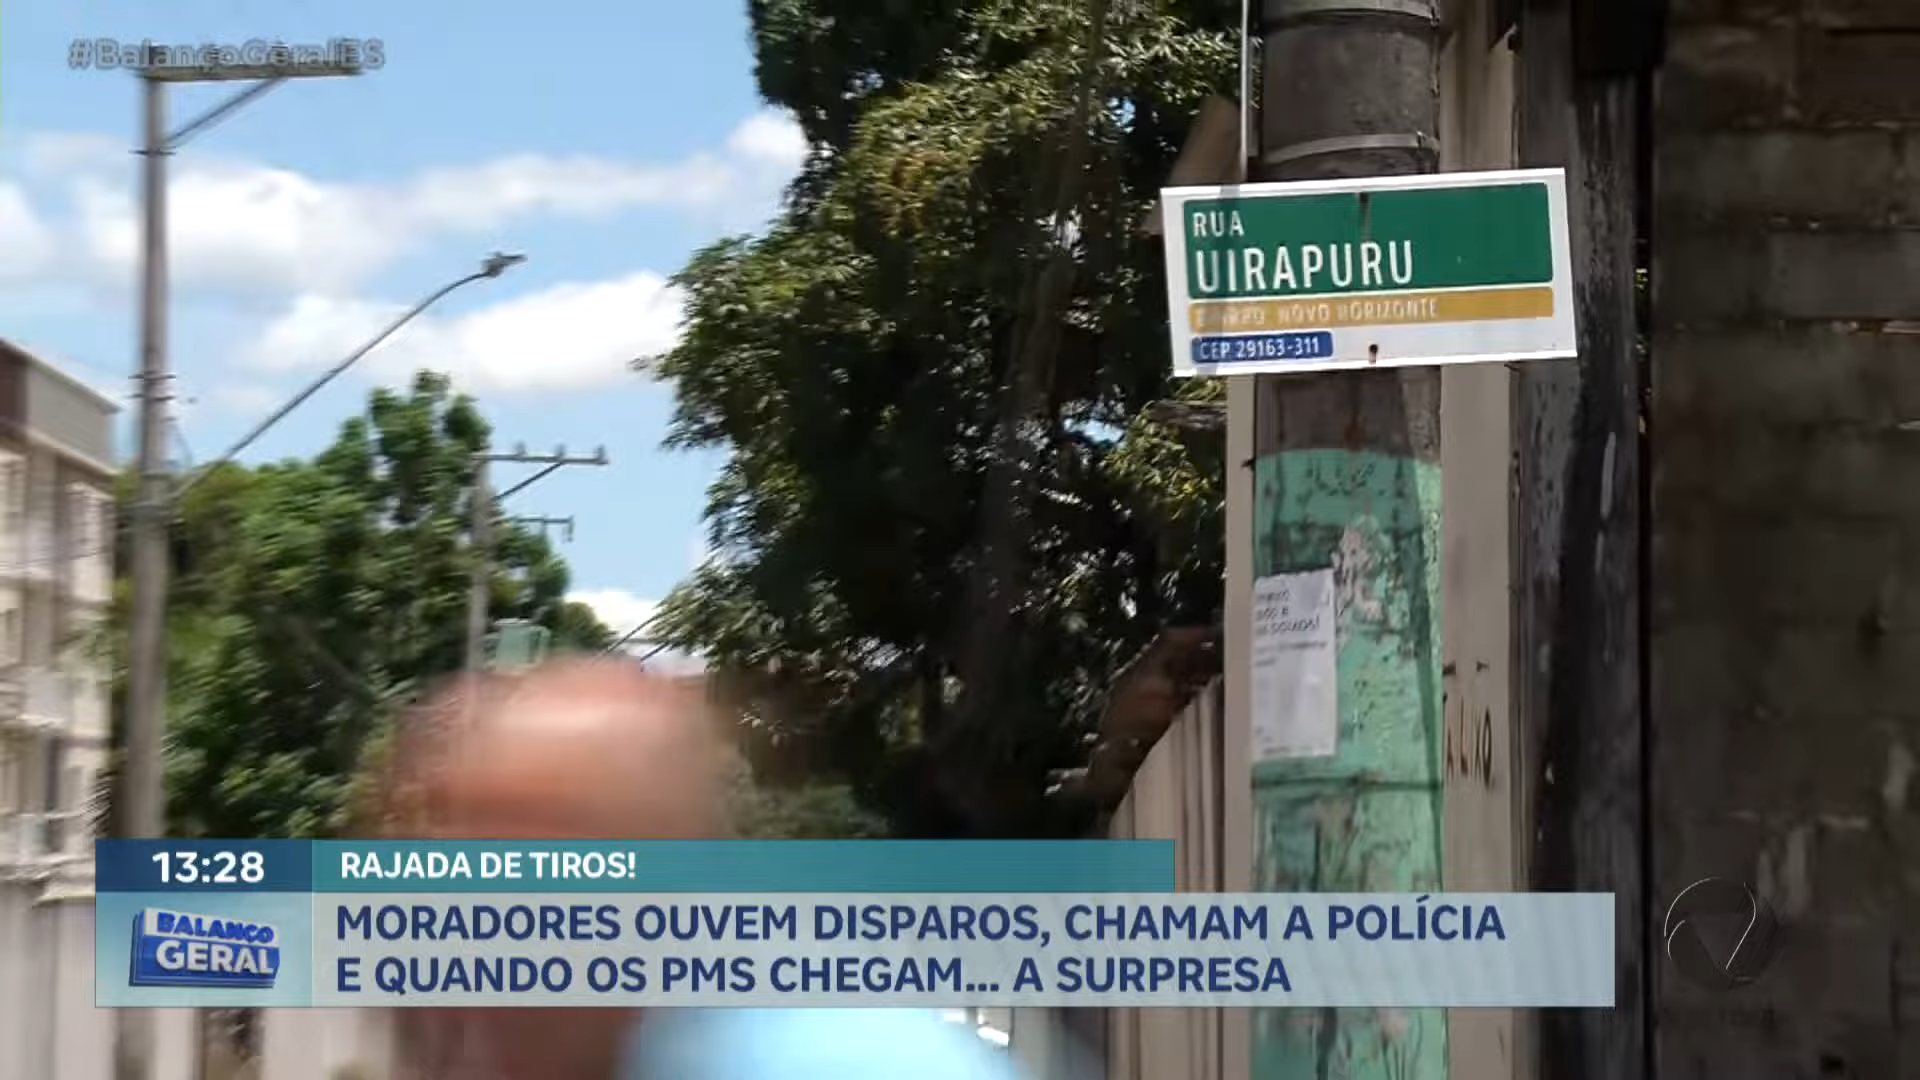 #BalançoGeralES
RUA
UIRAPURU
BAIRRO NOVO HORIZONTE
CEP 29163-311
A LIXO
13:28
RAJADA DE TIROS!
BALANÇO
GERAL
MORADORES OUVEM DISPAROS, CHAMAM A POLÍCIA
E QUANDO OS PMS CHEGAM... A SURPRESA